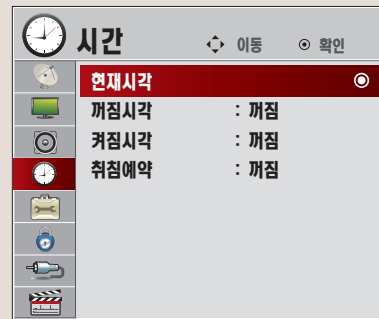 시간 이동 확인
현재시각
꺼짐시각 : 꺼짐
켜짐시각 : 꺼짐
취침예약 : 꺼짐